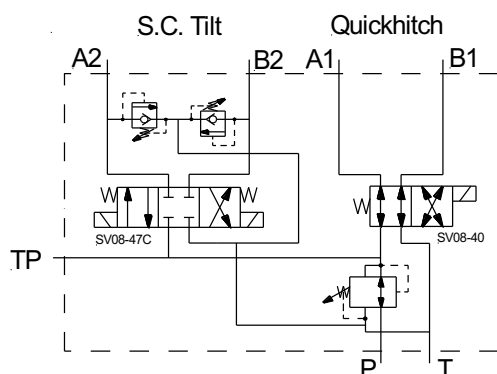 S.C. Tilt Quickhitch
A2 B2 A1 B1
SV08-47C SV08-40
TP
P T